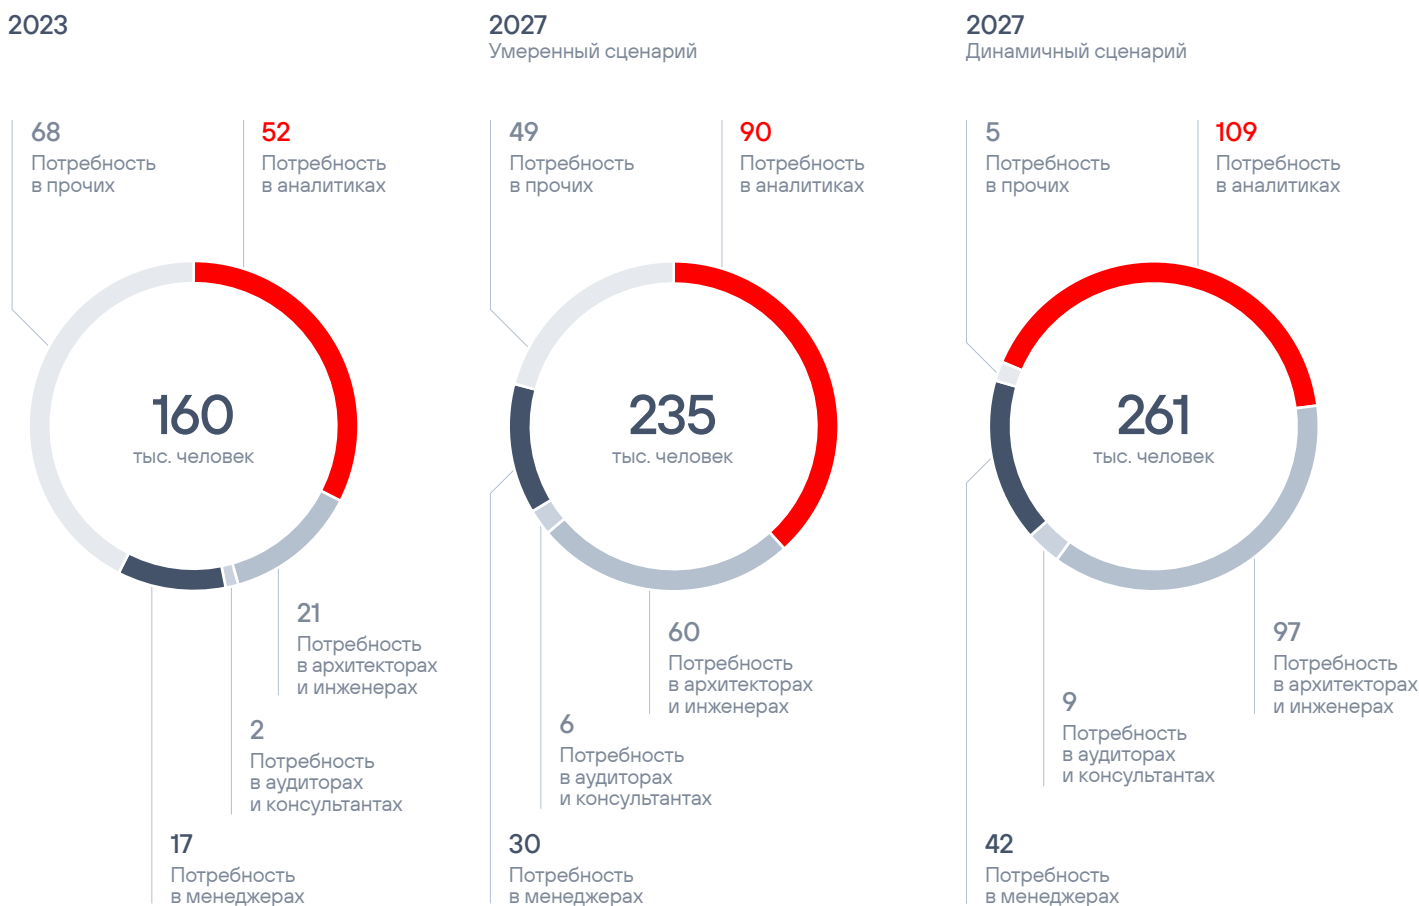 2023
68
Потребность
в прочих
52
Потребность
в аналитиках
160
тыс. человек
21
Потребность
в архитекторах
и инженерах
2
Потребность
в аудиторах
и консультантах
17
Потребность
в менеджерах
2027
Умеренный сценарий
49
Потребность
в прочих
90
Потребность
в аналитиках
235
тыс. человек
60
Потребность
в архитекторах
и инженерах
6
Потребность
в аудиторах
и консультантах
30
Потребность
в менеджерах
2027
Динамичный сценарий
5
Потребность
в прочих
109
Потребность
в аналитиках
261
тыс. человек
97
Потребность
в архитекторах
и инженерах
9
Потребность
в аудиторах
и консультантах
42
Потребность
в менеджерах